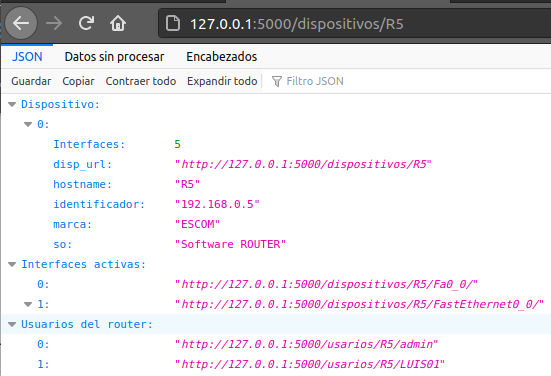 127.0.0.1:5000/dispositivos/R5
JSON Datos sin procesar Encabezados
Guardar Copiar Contraer todo Expandir todo Filtro JSON
Dispositivo:
0:
Interfaces: 5
disp_url: "http://127.0.0.1:5000/dispositivos/R5"
hostname: "R5"
identificador: "192.168.0.5"
marca: "ESCOM"
so: "Software ROUTER"
Interfaces activas:
0: "http://127.0.0.1:5000/dispositivos/R5/Fa0_0/"
1: "http://127.0.0.1:5000/dispositivos/R5/FastEthernet0_0/"
Usuarios del router:
0: "http://127.0.0.1:5000/usarios/R5/admin"
1: "http://127.0.0.1:5000/usarios/R5/LUIS01"